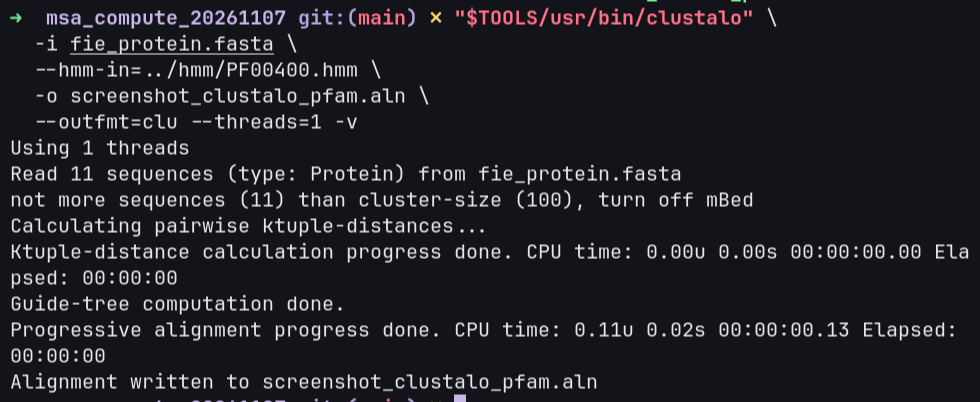 → msa_compute_20261107 git:(main) × "$TOOLS/usr/bin/clustalo" \
-i fie_protein.fasta \
--hmm-in=../hmm/PF00400.hmm \
-o screenshot_clustalo_pfam.aln \
--outfmt=clu --threads=1 -v
Using 1 threads
Read 11 sequences (type: Protein) from fie_protein.fasta
not more sequences (11) than cluster-size (100), turn off mBed
Calculating pairwise ktuple-distances...
Ktuple-distance calculation progress done. CPU time: 0.00u 0.00s 00:00:00.00 Ela
psed: 00:00:00
Guide-tree computation done.
Progressive alignment progress done. CPU time: 0.11u 0.02s 00:00:00.13 Elapsed:
00:00:00
Alignment written to screenshot_clustalo_pfam.aln